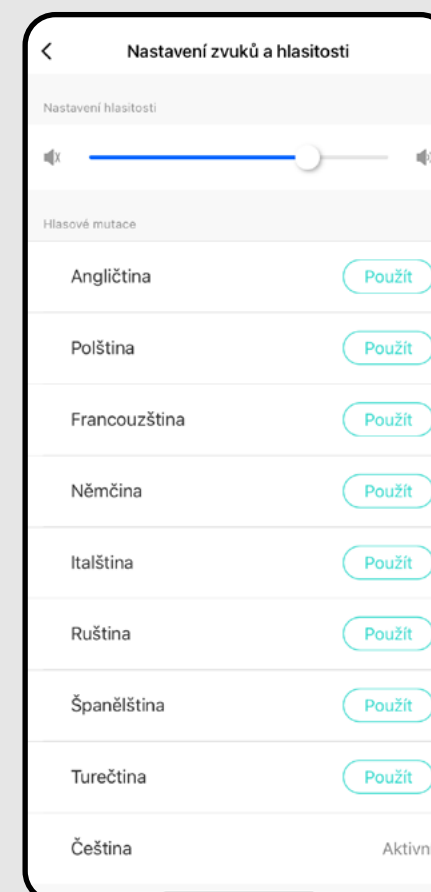 Nastavení zvuků a hlasitosti
Nastavení hlasitosti
Hlasové mutace
Angličtina Použít
Polština Použít
Francouzština Použít
Němčina Použít
Italština Použít
Ruština Použít
Španělština Použít
Turečtina Použít
Čeština Aktivn